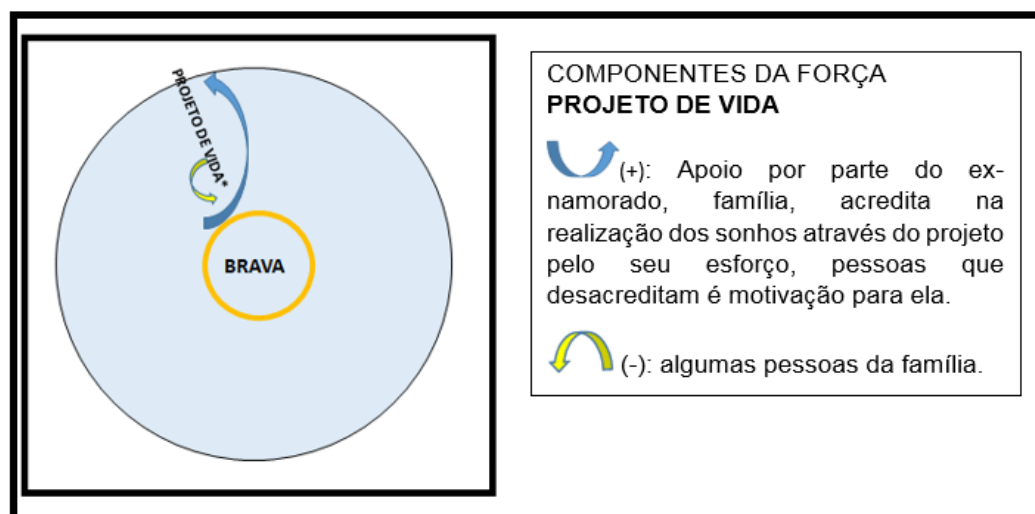 PROJETO DE VIDA*
BRAVA
COMPONENTES DA FORÇA
PROJETO DE VIDA
(+): Apoio por parte do ex-
namorado, família, acredita na
realização dos sonhos através do projeto
pelo seu esforço, pessoas que
desacreditam é motivação para ela.
(-): algumas pessoas da família.